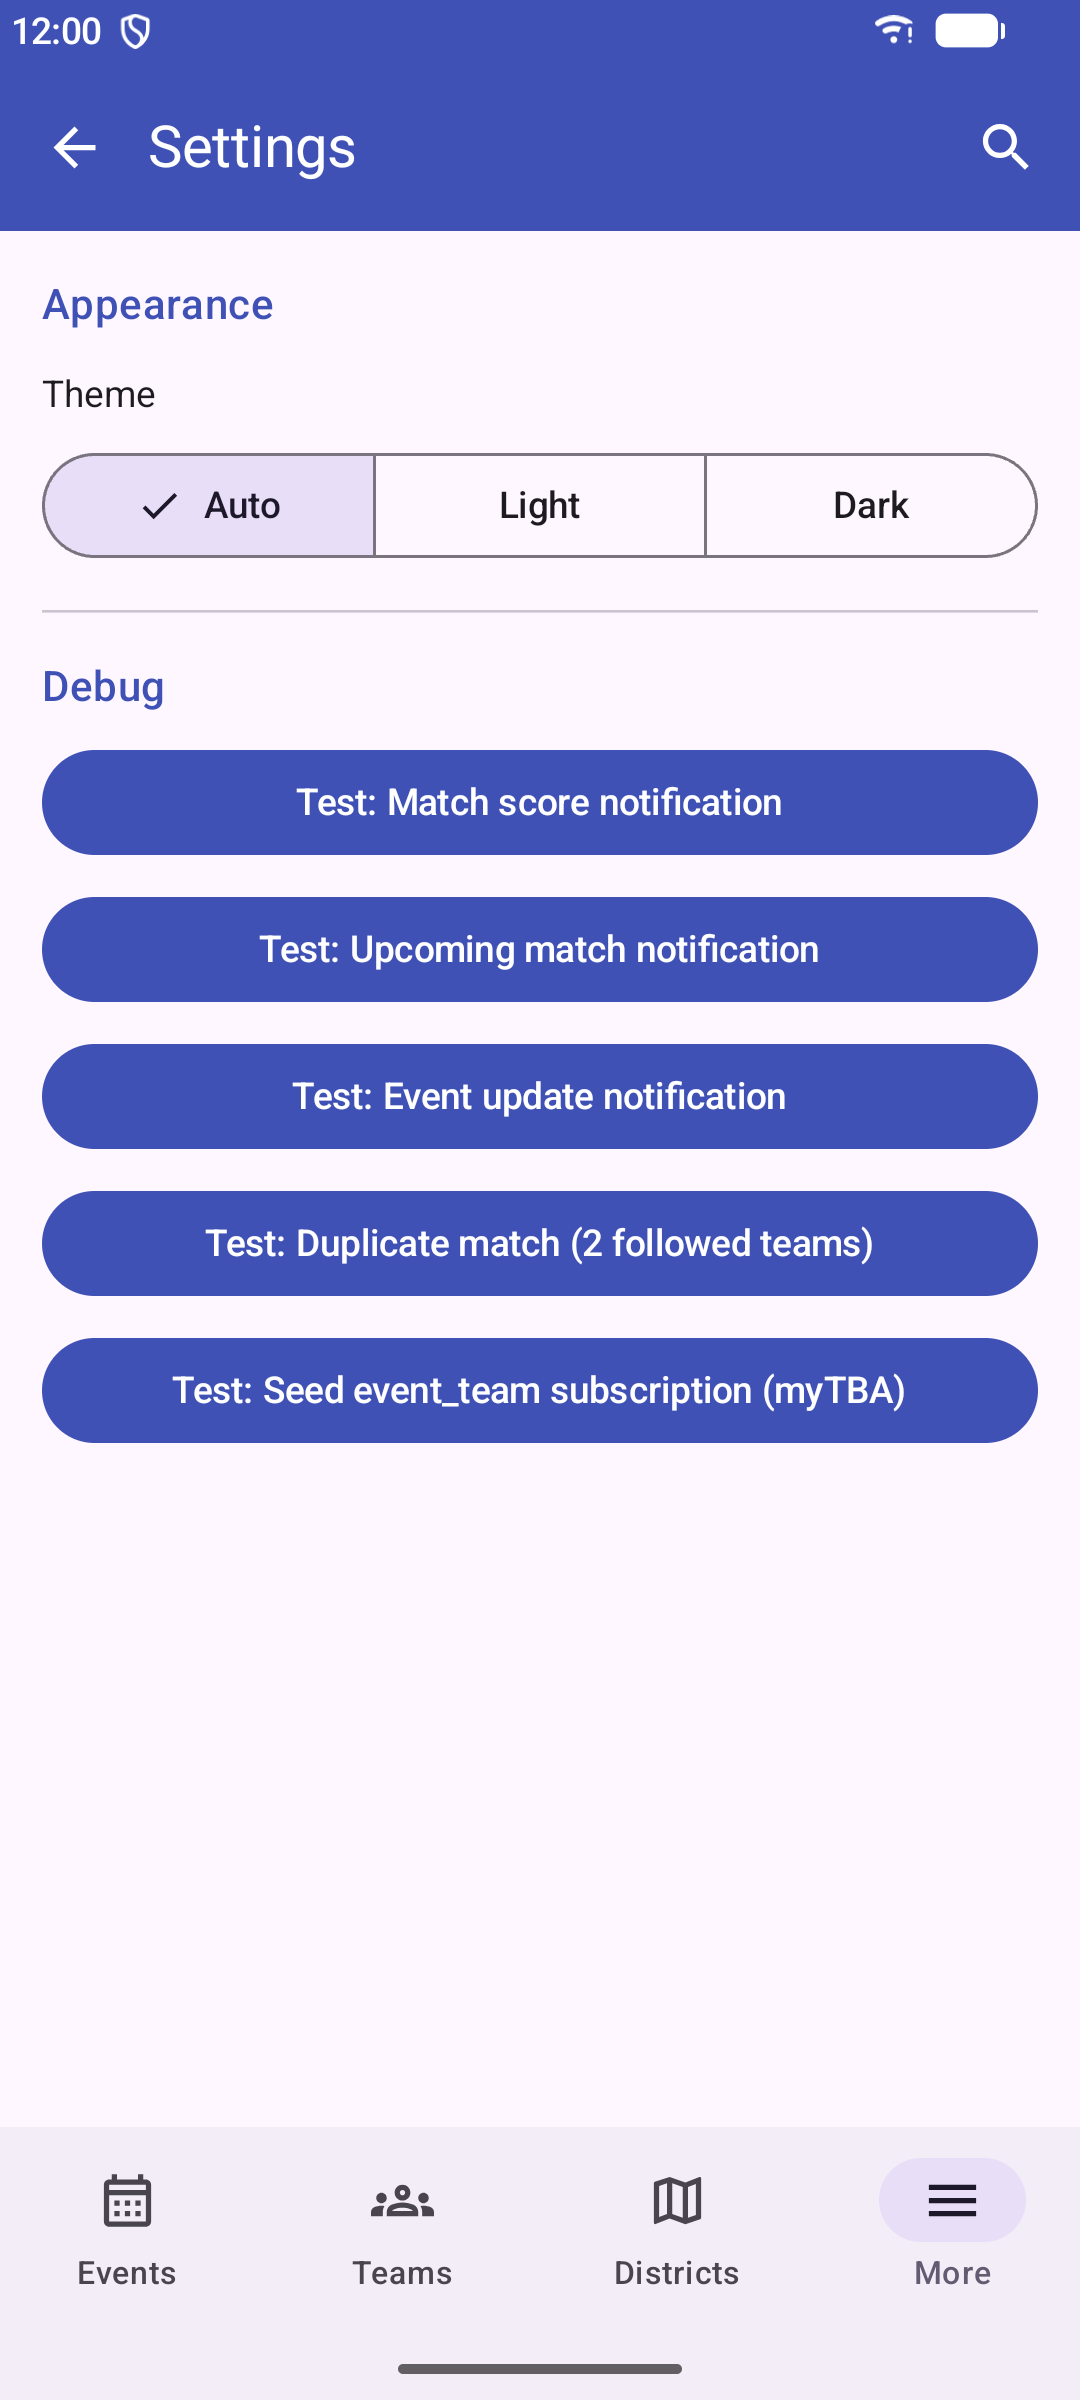 12:00
Settings
Appearance
Theme
Auto
Light
Dark
Debug
Test: Match score notification
Test: Upcoming match notification
Test: Event update notification
Test: Duplicate match (2 followed teams)
Test: Seed event_team subscription (myTBA)
Events
Teams
Districts
More